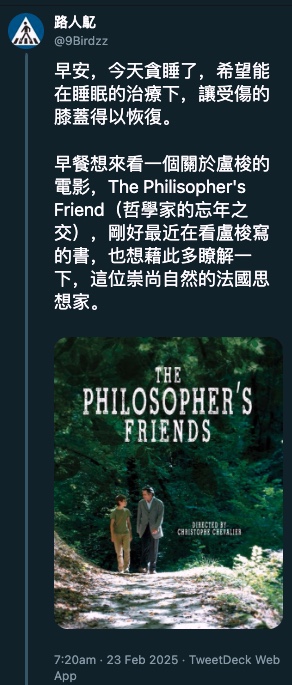 路人髶
@9Birdzz
早安，今天貪睡了，希望能
在睡眠的治療下，讓受傷的
膝蓋得以恢復。
早餐想來看一個關於盧梭的
電影，The Philisopher's
Friend（哲學家的忘年之
交），剛好最近在看盧梭寫
的書，也想藉此多瞭解一
下，這位崇尚自然的法國思
想家。
THE
PHILOSOPHER'S
FRIENDS
DIRECTED BY
CHRISTOPHE CHEVALIER
7:20am · 23 Feb 2025 · TweetDeck Web
App